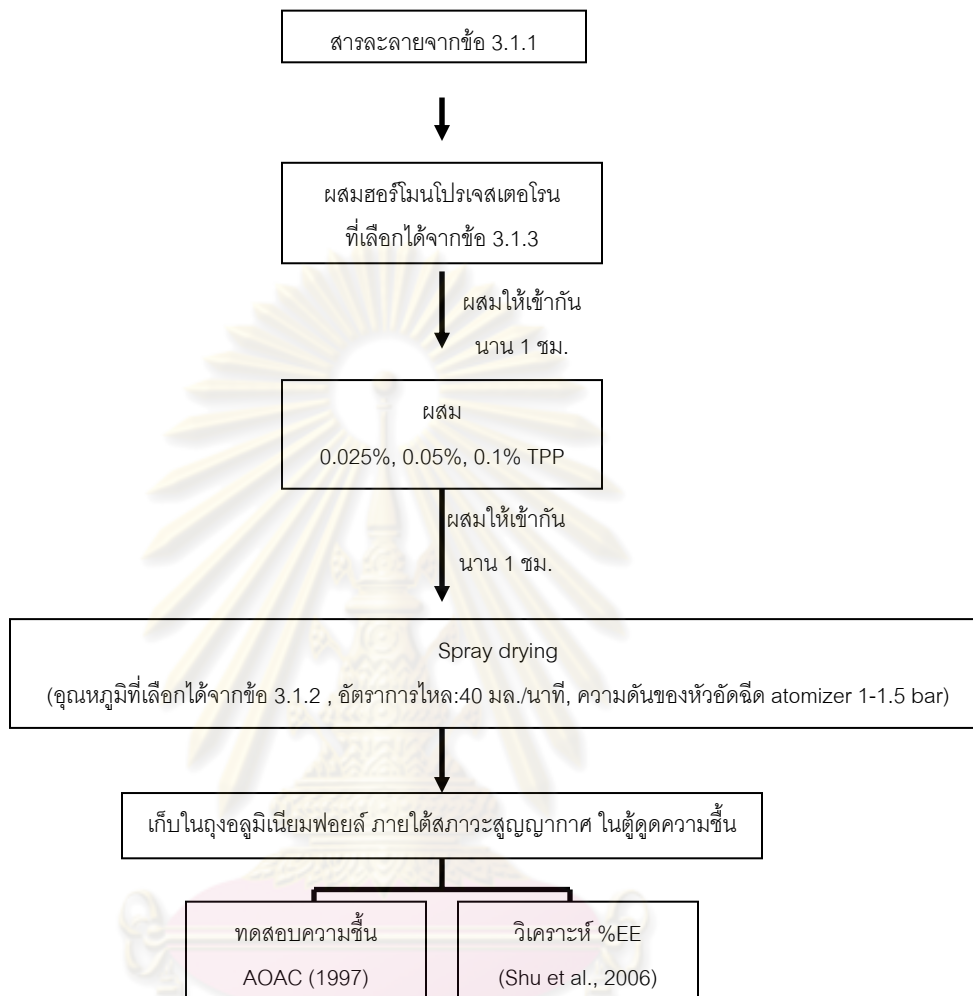 สารละลายจากข้อ 3.1.1
ผสมฮอร์โมนโปรเจสเตอโรน
ที่เลือกได้จากข้อ 3.1.3
ผสมให้เข้ากัน
นาน 1 ชม.
ผสม
0.025%, 0.05%, 0.1% TPP
ผสมให้เข้ากัน
นาน 1 ชม.
Spray drying
(อุณหภูมิที่เลือกได้จากข้อ 3.1.2 , อัตราการไหล:40 มล./นาที, ความดันของหัวอัดฉีด atomizer 1-1.5 bar)
เก็บในถุงอลูมิเนียมฟอยล์ ภายใต้สภาวะสูญญากาศ ในตู้ดูดความชื้น
ทดสอบความชื้น
AOAC (1997)
วิเคราะห์ %EE
(Shu et al., 2006)